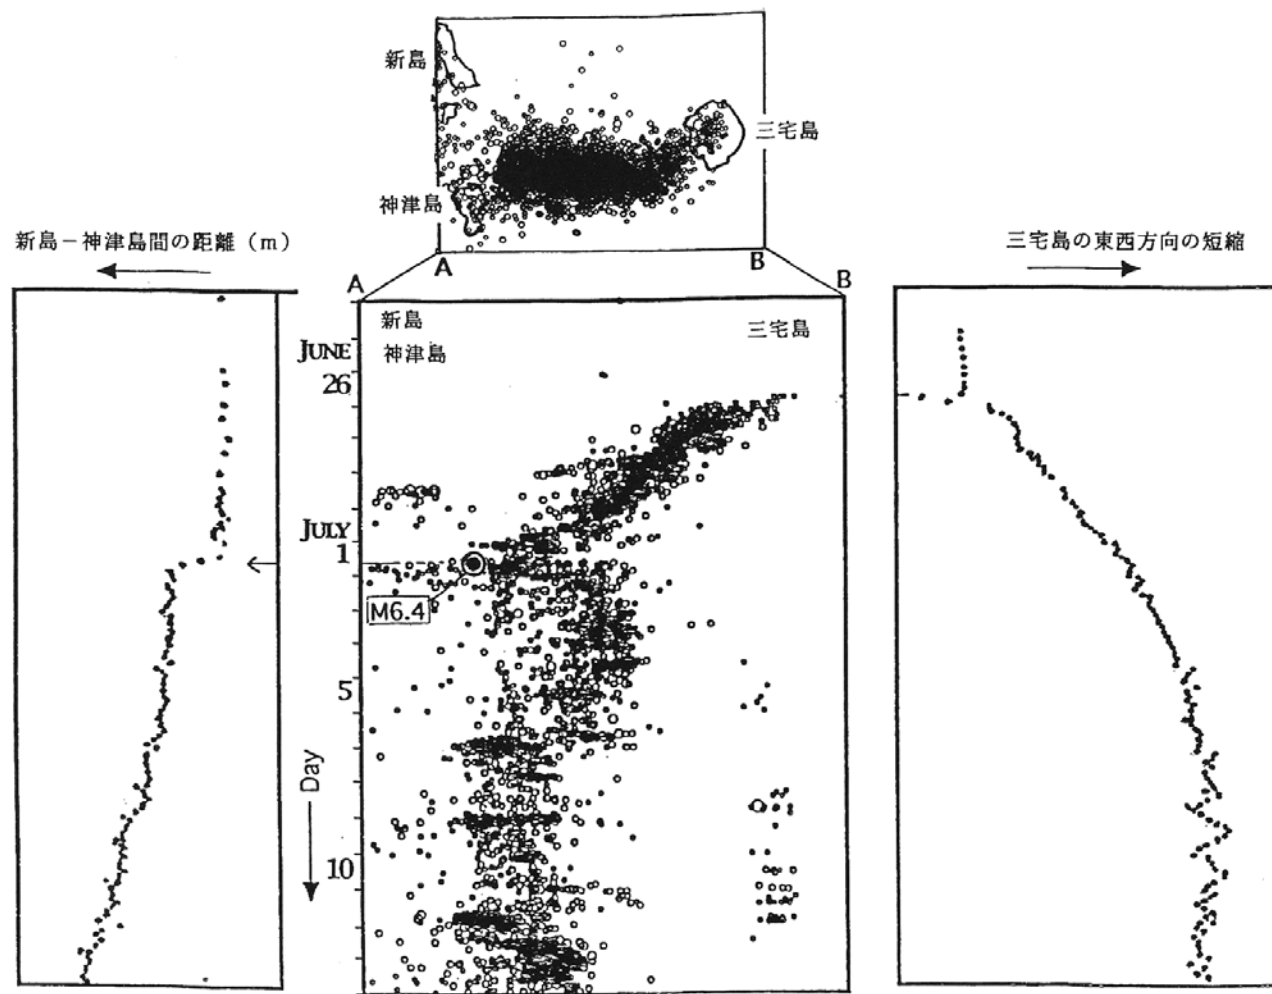 新島
三宅島
神津島
A
B
新島－神津島間の距離（m）
三宅島の東西方向の短縮
A
B
新島
神津島
三宅島
JUNE
26
JULY
1
M6.4
5
Day
10